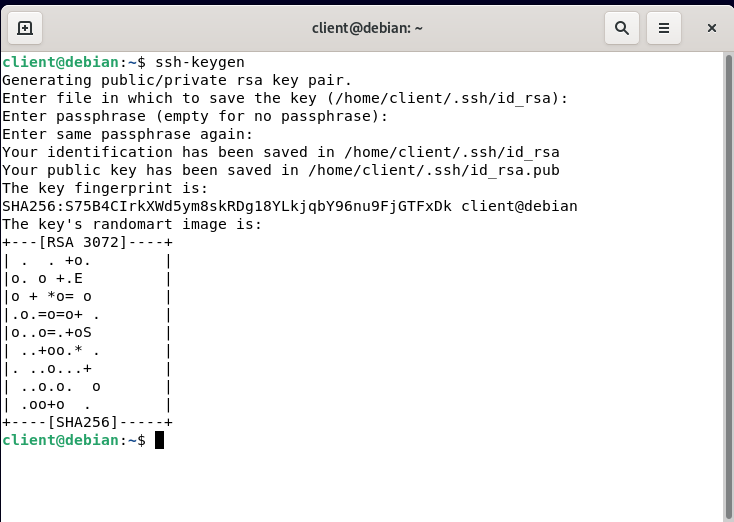 client@debian: ~
client@debian:~$ ssh-keygen
Generating public/private rsa key pair.
Enter file in which to save the key (/home/client/.ssh/id_rsa):
Enter passphrase (empty for no passphrase):
Enter same passphrase again:
Your identification has been saved in /home/client/.ssh/id_rsa
Your public key has been saved in /home/client/.ssh/id_rsa.pub
The key fingerprint is:
SHA256:S75B4CIrkXWd5ym8skRDg18YLkjqbY96nu9FjGTFxDk client@debian
The key's randomart image is:
+---[RSA 3072]----+
| .  . +o.        |
|o. o +.E         |
|o + *o= o        |
|.o.=o=o+ .       |
|o..o=.+oS        |
| ..+oo.* .       |
|. ..o...+        |
| ..o.o.  o       |
| .oo+o  .        |
+----[SHA256]-----+
client@debian:~$